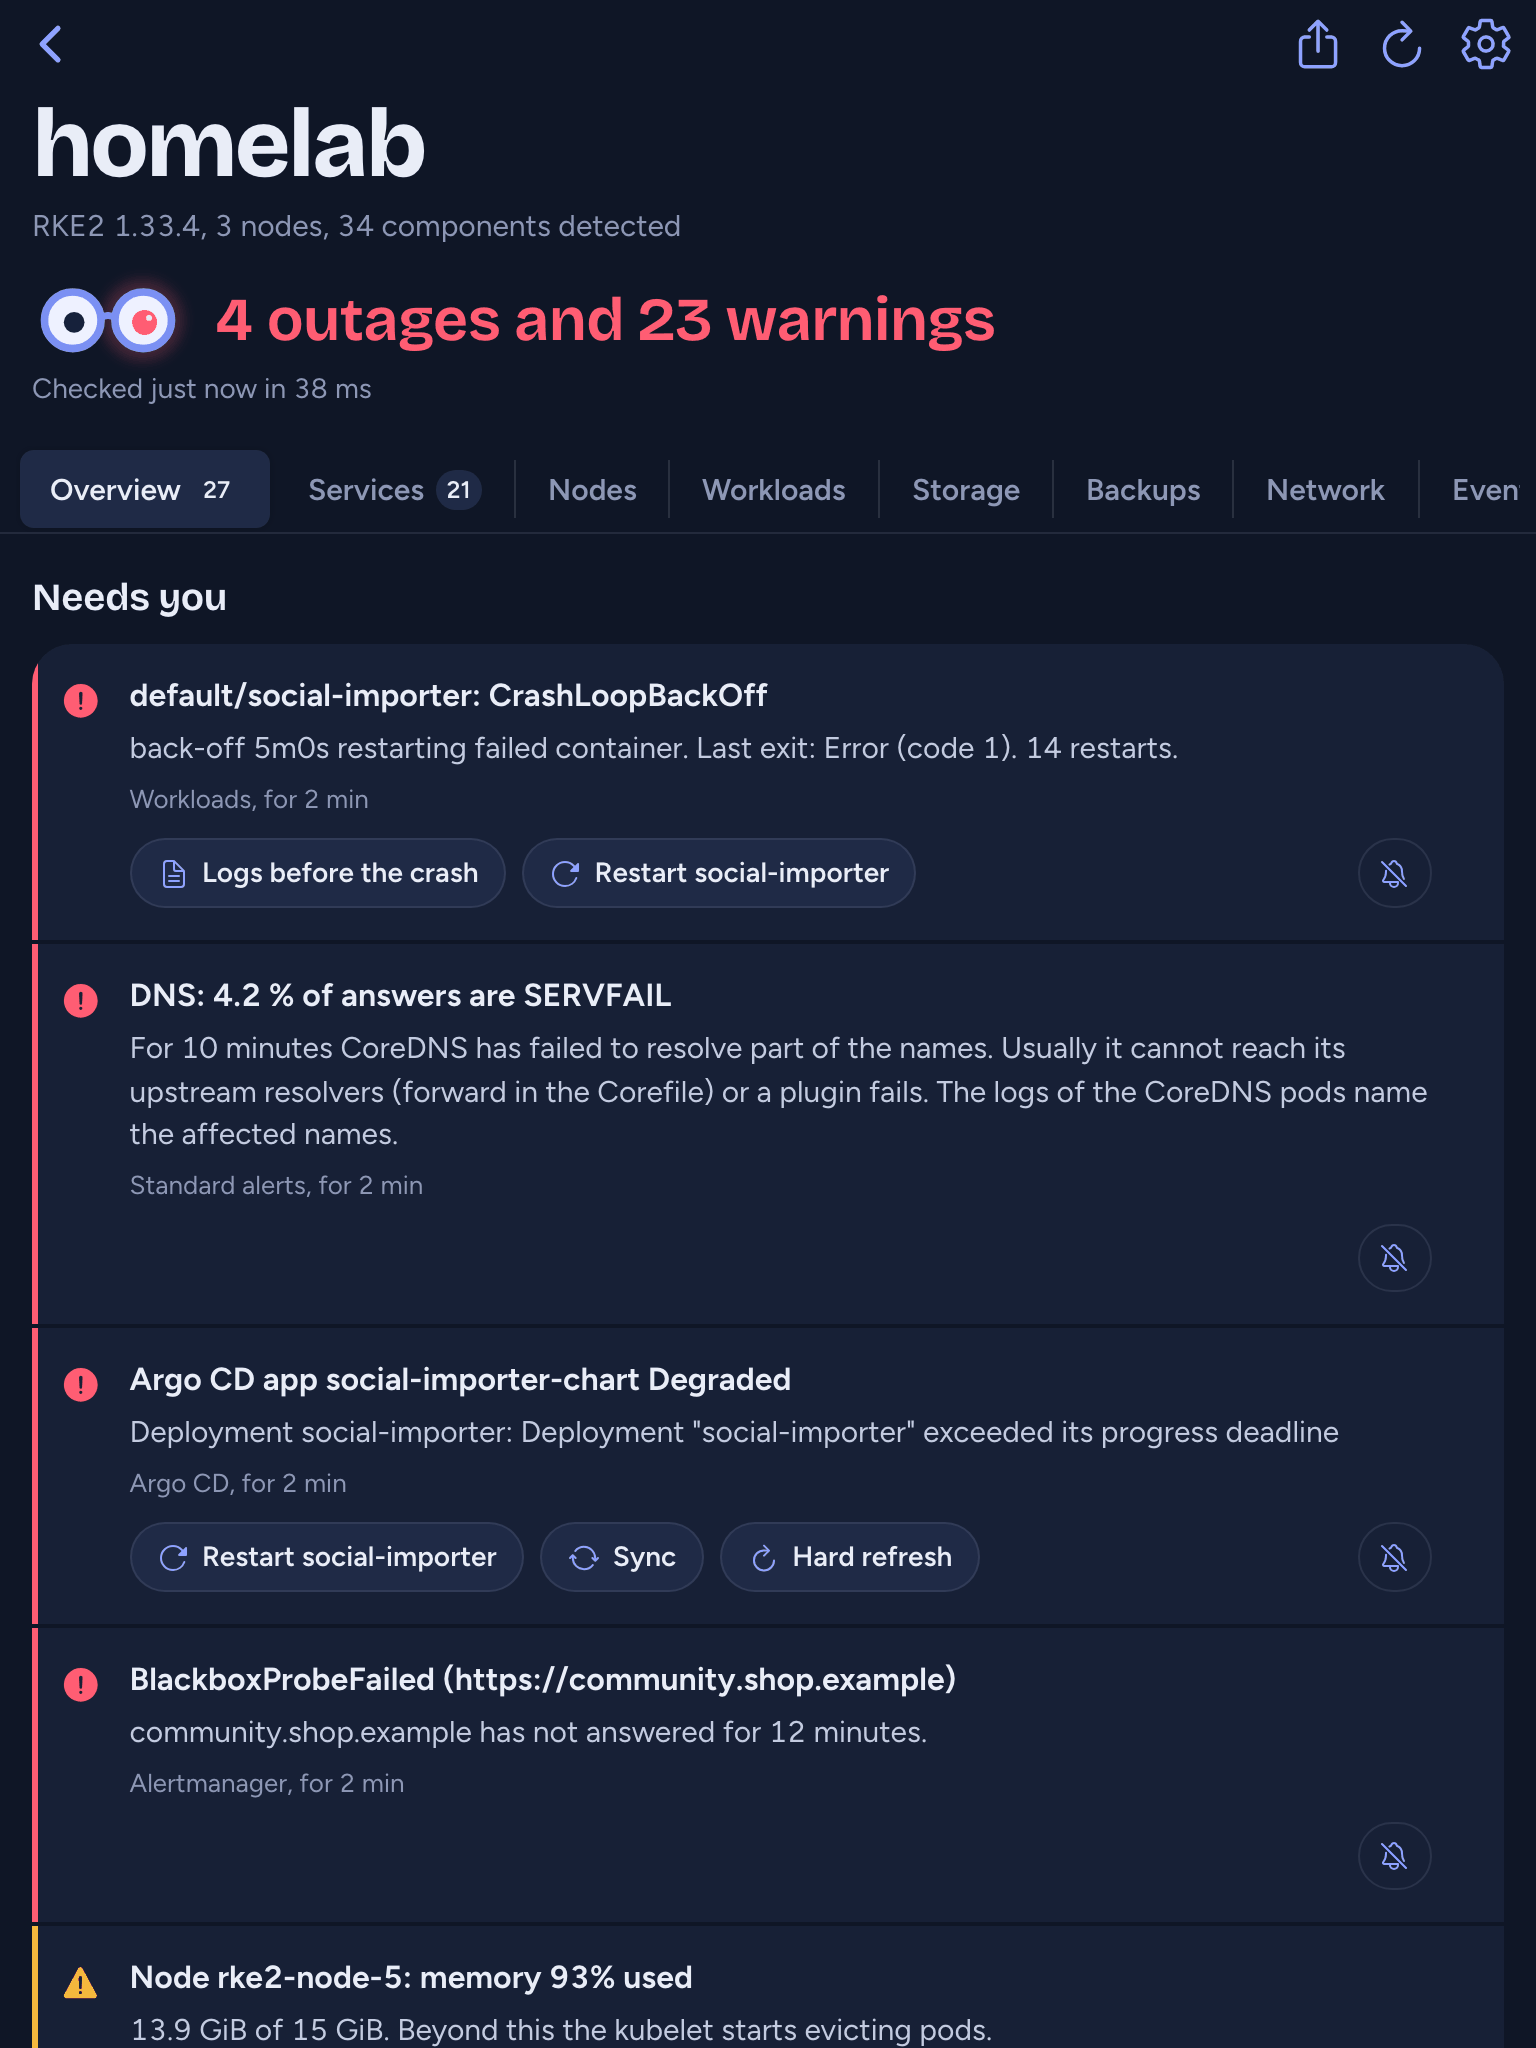 homelab
RKE2 1.33.4, 3 nodes, 34 components detected
4 outages and 23 warnings
Checked just now in 38 ms
Overview 27 Services 21 Nodes Workloads Storage Backups Network Even
Needs you
default/social-importer: CrashLoopBackOff
back-off 5m0s restarting failed container. Last exit: Error (code 1). 14 restarts.
Workloads, for 2 min
Logs before the crash Restart social-importer
DNS: 4.2 % of answers are SERVFAIL
For 10 minutes CoreDNS has failed to resolve part of the names. Usually it cannot reach its
upstream resolvers (forward in the Corefile) or a plugin fails. The logs of the CoreDNS pods name
the affected names.
Standard alerts, for 2 min
Argo CD app social-importer-chart Degraded
Deployment social-importer: Deployment "social-importer" exceeded its progress deadline
Argo CD, for 2 min
Restart social-importer Sync Hard refresh
BlackboxProbeFailed (https://community.shop.example)
community.shop.example has not answered for 12 minutes.
Alertmanager, for 2 min
Node rke2-node-5: memory 93% used
13.9 GiB of 15 GiB. Beyond this the kubelet starts evicting pods.